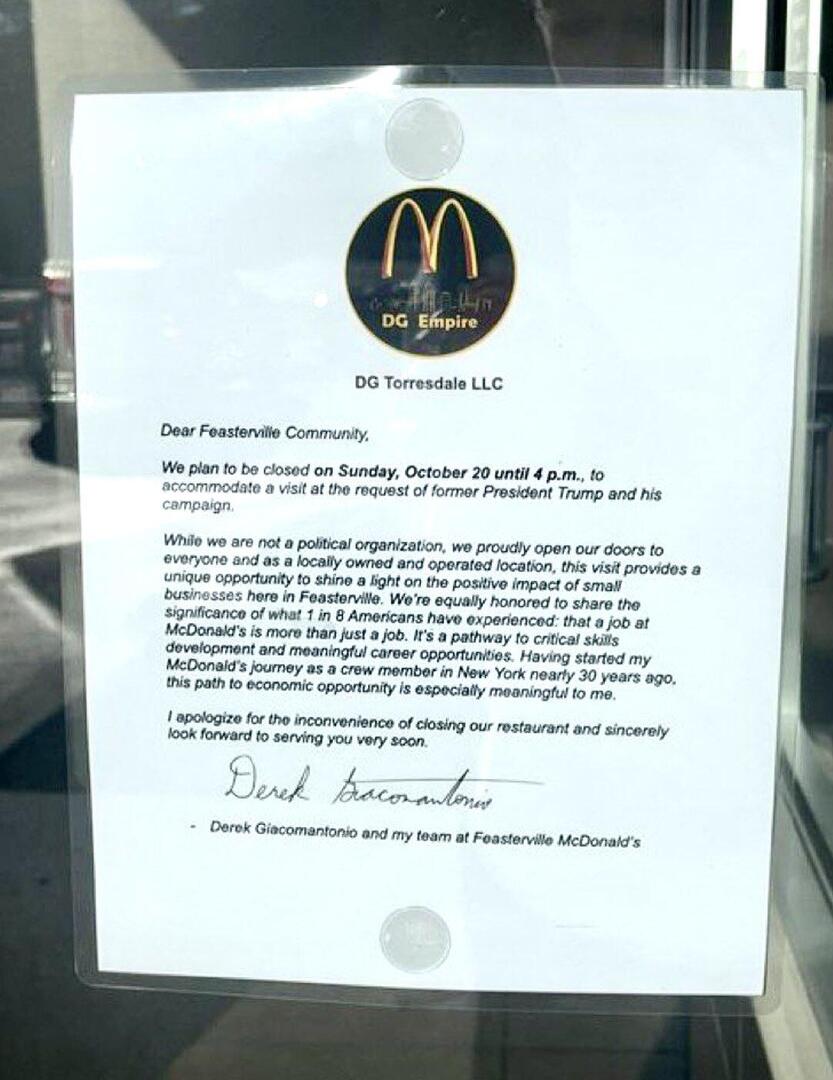 DG Empire
DG Torresdale LLC
Dear Feasterville Community,
We plan to be closed on Sunday, October 20 until 4 p.m., to
accommodate a visit at the request of former President Trump and his
campaign.
While we are not a political organization, we proudly open our doors to
everyone and as a locally owned and operated location, this visit provides a
unique opportunity to shine a light on the positive impact of small
businesses here in Feasterville. We're equally honored to share the
significance of what 1 in 8 Americans have experienced: that a job at
McDonald's is more than just a job. It's a pathway to critical skills
development and meaningful career opportunities. Having started my
McDonald's journey as a crew member in New York nearly 30 years ago,
this path to economic opportunity is especially meaningful to me.
I apologize for the inconvenience of closing our restaurant and sincerely
look forward to serving you very soon.
Derek Giacomantonio
- Derek Giacomantonio and my team at Feasterville McDonald's